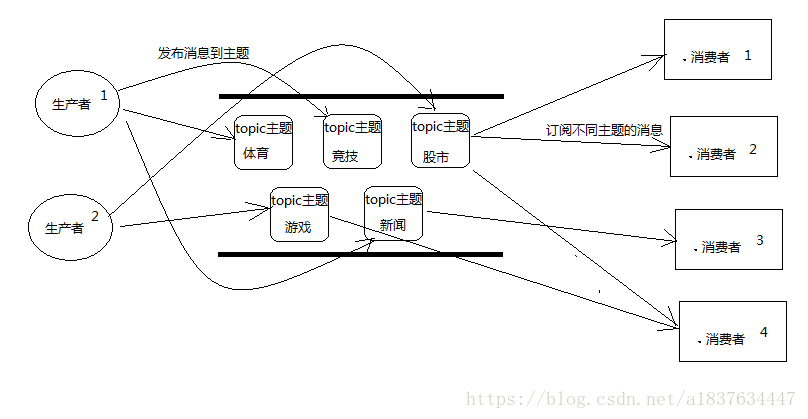 发布消息到主题
生产者 1
topic主题
体育
topic主题
竞技
topic主题
股市
.消费者 1
订阅不同主题的消息
.消费者 2
生产者 2
topic主题
游戏
topic主题
新闻
.消费者 3
.消费者 4
https://blog.csdn.net/a1837634447